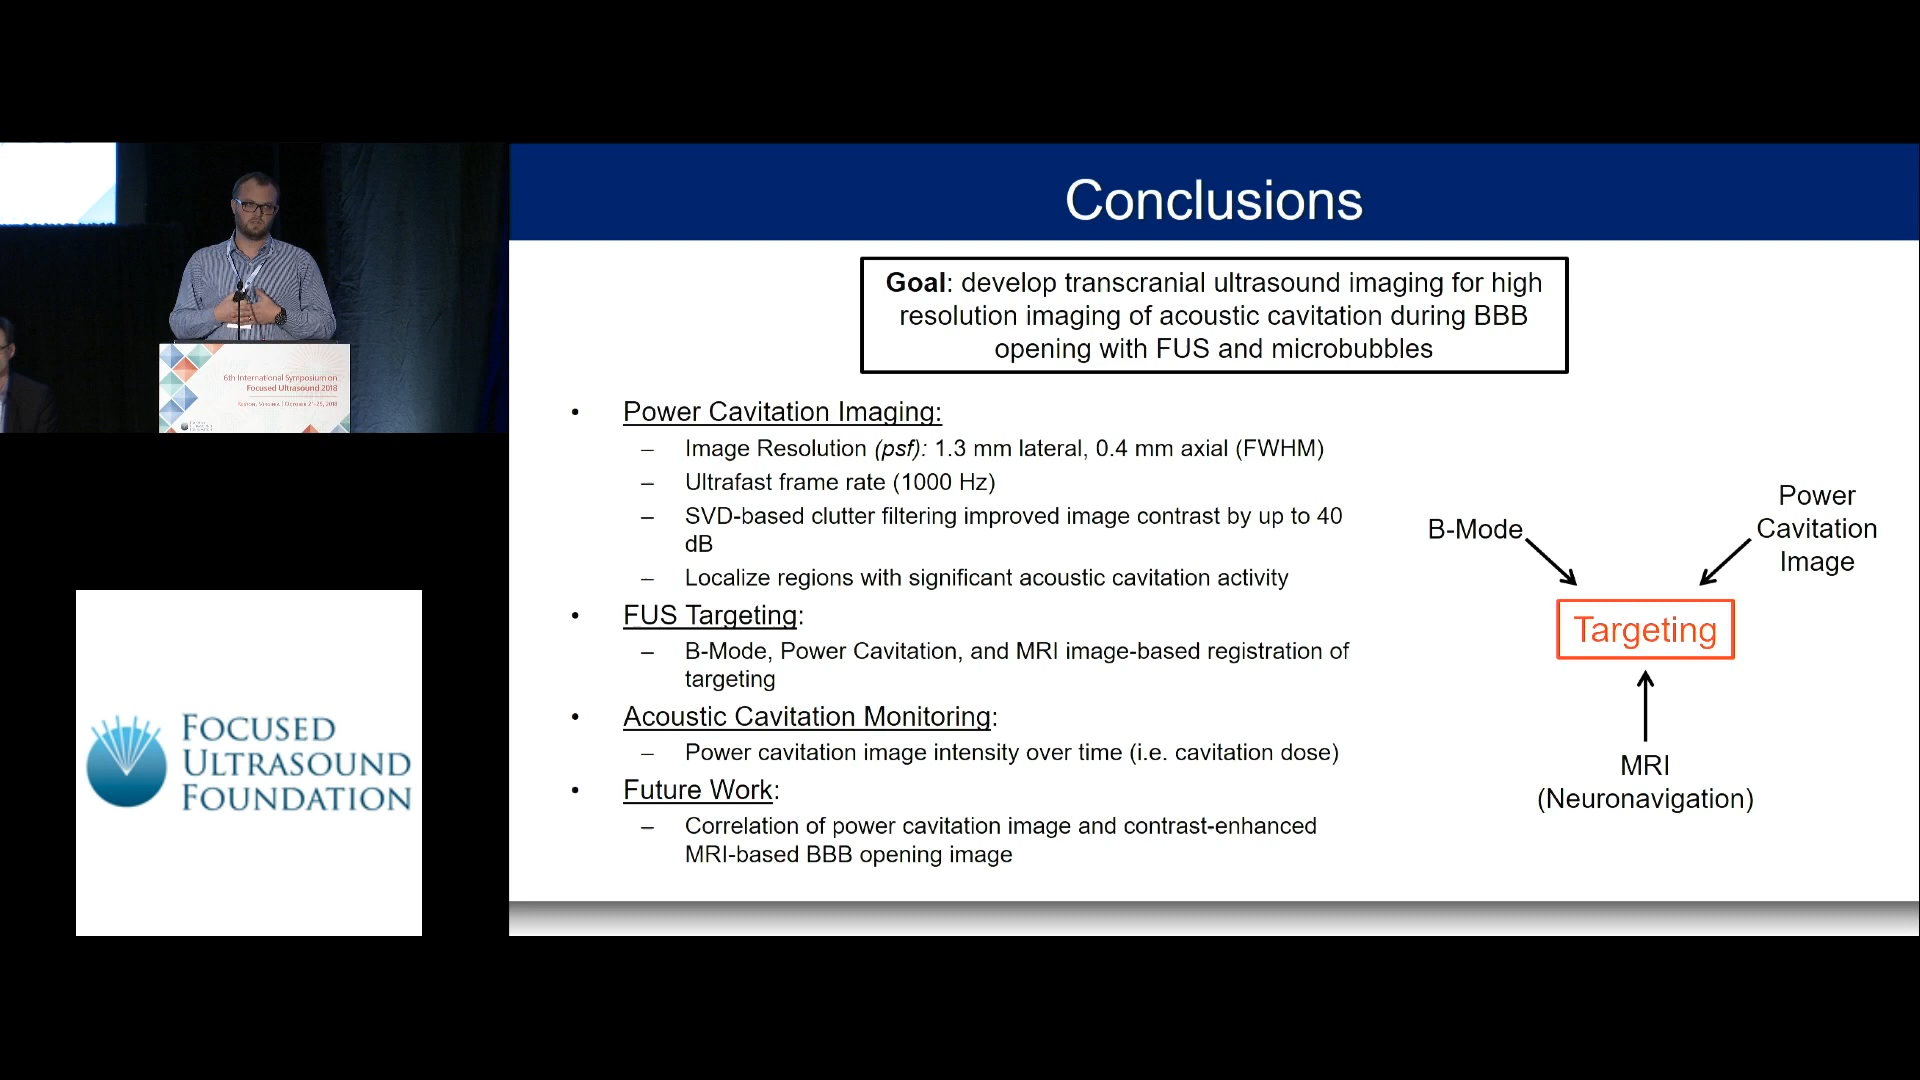 Conclusions
Goal: develop transcranial ultrasound imaging for high
resolution imaging of acoustic cavitation during BBB
opening with FUS and microbubbles
• Power Cavitation Imaging:
– Image Resolution (psf): 1.3 mm lateral, 0.4 mm axial (FWHM)
– Ultrafast frame rate (1000 Hz)
– SVD-based clutter filtering improved image contrast by up to 40
dB
– Localize regions with significant acoustic cavitation activity
• FUS Targeting:
– B-Mode, Power Cavitation, and MRI image-based registration of
targeting
• Acoustic Cavitation Monitoring:
– Power cavitation image intensity over time (i.e. cavitation dose)
• Future Work:
– Correlation of power cavitation image and contrast-enhanced
MRI-based BBB opening image
B-Mode
Power
Cavitation
Image
Targeting
MRI
(Neuronavigation)
6th International Symposium on
Focused Ultrasound 2018
Reston, Virginia | October 21-25, 2018
FOCUSED
ULTRASOUND
FOUNDATION